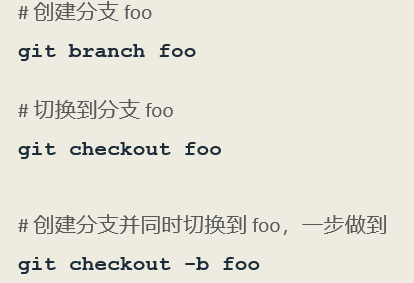 # 创建分支 foo
git branch foo
# 切换到分支 foo
git checkout foo
# 创建分支并同时切换到 foo，一步做到
git checkout -b foo